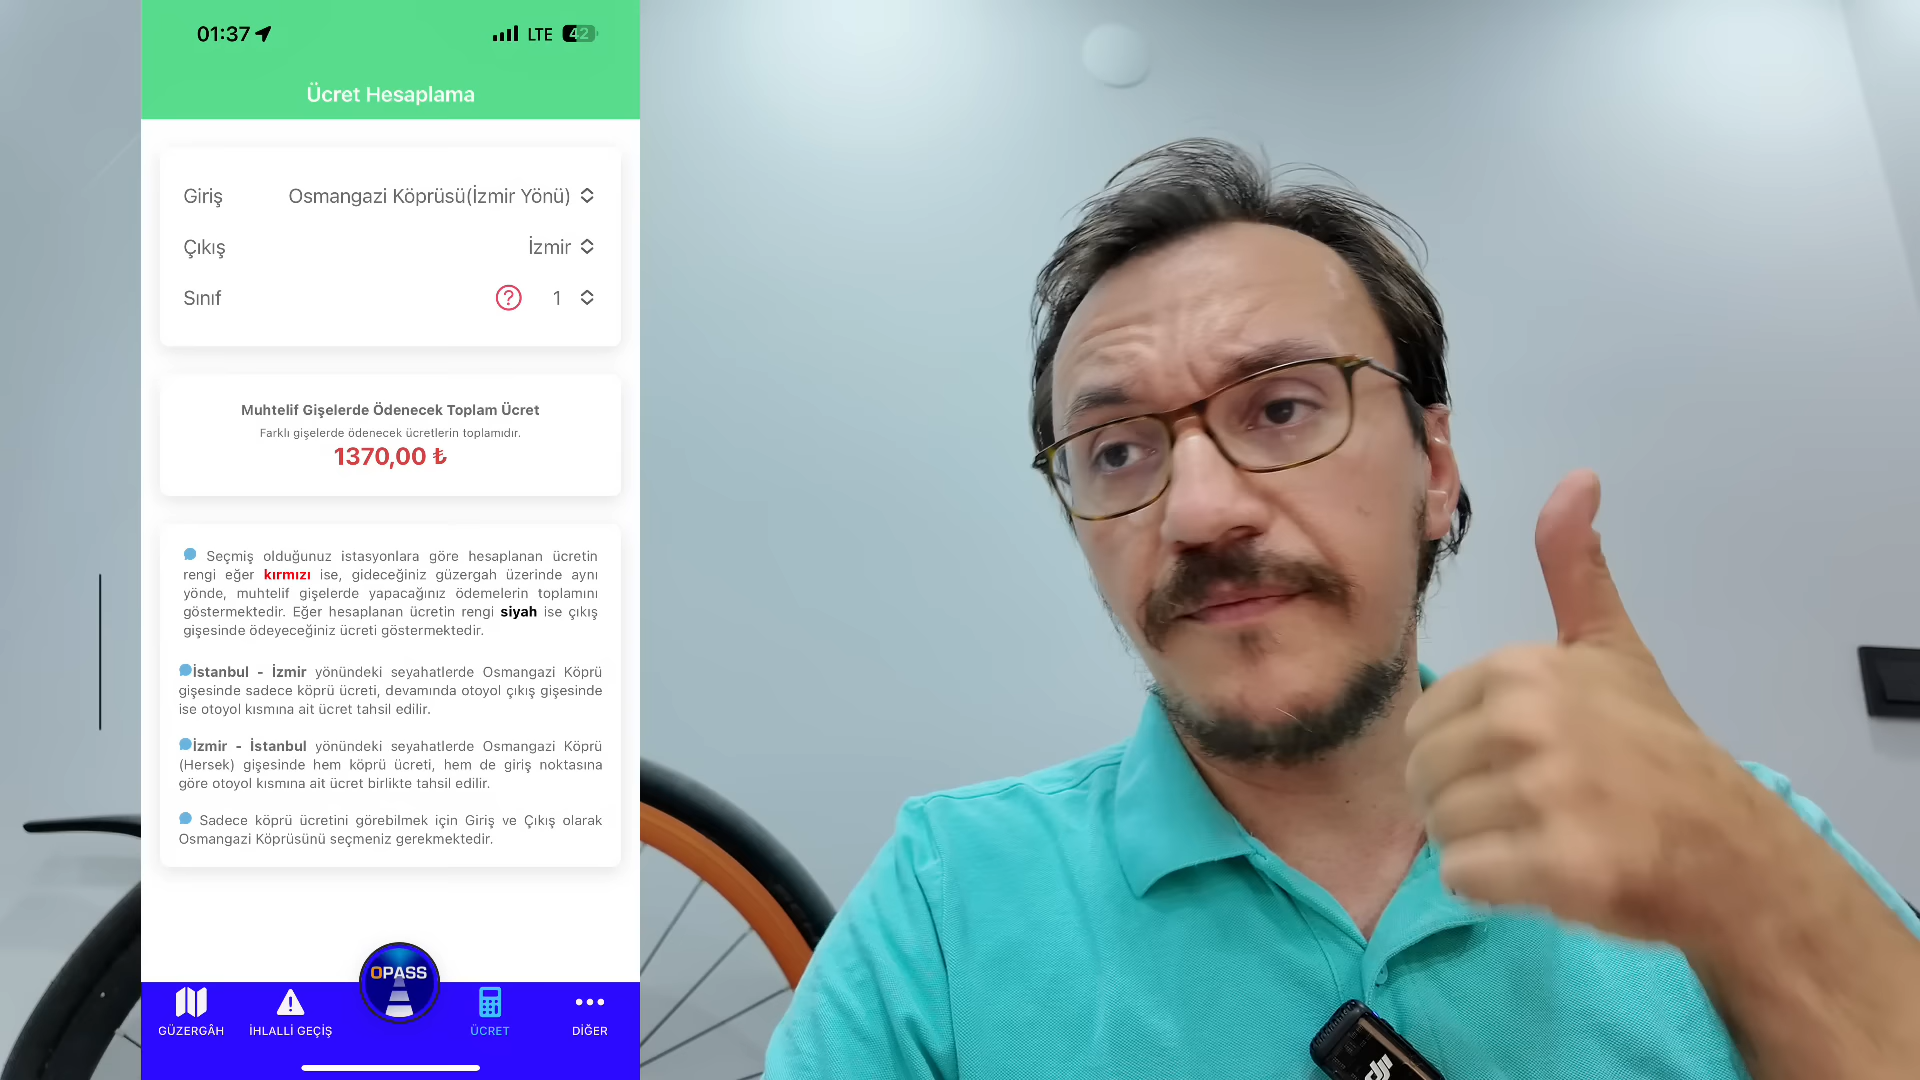 01:37
LTE
42
Ücret Hesaplama
Giriş
Osmangazi Köprüsü(İzmir Yönü)
Çıkış
İzmir
Sınıf
?
1
Muhtelif Gişelerde Ödenecek Toplam Ücret
Farklı gişelerde ödenecek ücretlerin toplamıdır.
1370,00 ₺
Seçmiş olduğunuz istasyonlara göre hesaplanan ücretin
rengi eğer kırmızı ise, gideceğiniz güzergah üzerinde aynı
yönde, muhtelif gişelerde yapacağınız ödemelerin toplamını
göstermektedir. Eğer hesaplanan ücretin rengi siyah ise çıkış
gişesinde ödeyeceğiniz ücreti göstermektedir.
İstanbul - İzmir yönündeki seyahatlerde Osmangazi Köprü
gişesinde sadece köprü ücreti, devamında otoyol çıkış gişesinde
ise otoyol kısmına ait ücret tahsil edilir.
İzmir - İstanbul yönündeki seyahatlerde Osmangazi Köprü
(Hersek) gişesinde hem köprü ücreti, hem de giriş noktasına
göre otoyol kısmına ait ücret birlikte tahsil edilir.
Sadece köprü ücretini görebilmek için Giriş ve Çıkış olarak
Osmangazi Köprüsünü seçmeniz gerekmektedir.
OPASS
GÜZERGÂH
İHLALLİ GEÇİŞ
ÜCRET
DİĞER
dji